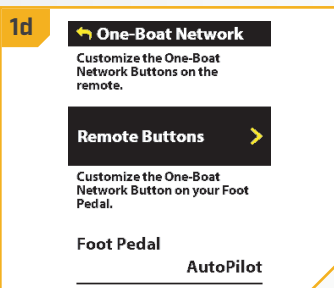 1d
One-Boat Network
Customize the One-Boat
Network Buttons on the
remote.
Remote Buttons
Customize the One-Boat
Network Button on your Foot
Pedal.
Foot Pedal
AutoPilot